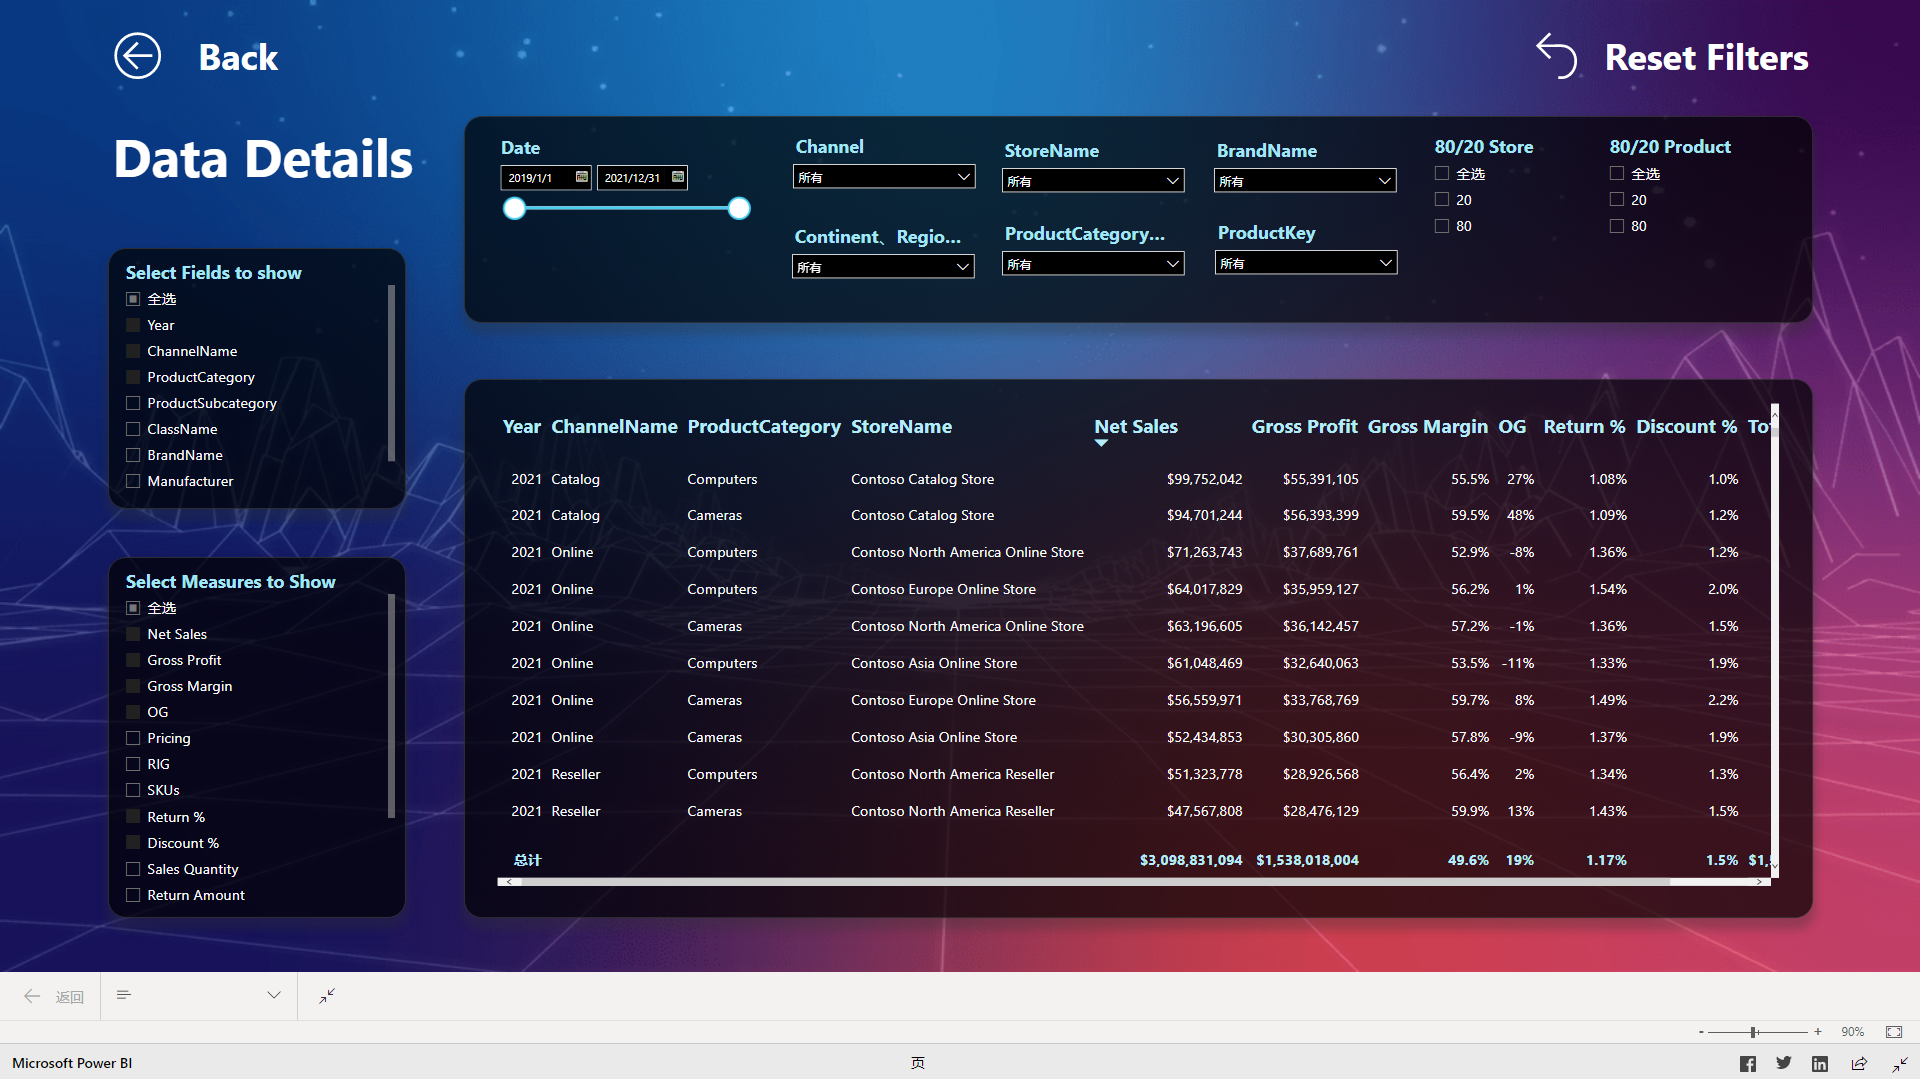 Back
Reset Filters
Data Details
Date
2019/1/1
2021/12/31
Channel
所有
StoreName
所有
BrandName
所有
80/20 Store
全选
20
80
80/20 Product
全选
20
80
Continent、Regio...
所有
ProductCategory...
所有
ProductKey
所有
Select Fields to show
全选
Year
ChannelName
ProductCategory
ProductSubcategory
ClassName
BrandName
Manufacturer
Select Measures to Show
全选
Net Sales
Gross Profit
Gross Margin
OG
Pricing
RIG
SKUs
Return %
Discount %
Sales Quantity
Return Amount
Year ChannelName ProductCategory StoreName Net Sales Gross Profit Gross Margin OG Return % Discount %
2021 Catalog Computers Contoso Catalog Store $99,752,042 $55,391,105 55.5% 27% 1.08% 1.0%
2021 Catalog Cameras Contoso Catalog Store $94,701,244 $56,393,399 59.5% 48% 1.09% 1.2%
2021 Online Computers Contoso North America Online Store $71,263,743 $37,689,761 52.9% -8% 1.36% 1.2%
2021 Online Computers Contoso Europe Online Store $64,017,829 $35,959,127 56.2% 1% 1.54% 2.0%
2021 Online Cameras Contoso North America Online Store $63,196,605 $36,142,457 57.2% -1% 1.36% 1.5%
2021 Online Computers Contoso Asia Online Store $61,048,469 $32,640,063 53.5% -11% 1.33% 1.9%
2021 Online Cameras Contoso Europe Online Store $56,559,971 $33,768,769 59.7% 8% 1.49% 2.2%
2021 Online Cameras Contoso Asia Online Store $52,434,853 $30,305,860 57.8% -9% 1.37% 1.9%
2021 Reseller Computers Contoso North America Reseller $51,323,778 $28,926,568 56.4% 2% 1.34% 1.3%
2021 Reseller Cameras Contoso North America Reseller $47,567,808 $28,476,129 59.9% 13% 1.43% 1.5%
总计 $3,098,831,094 $1,538,018,004 49.6% 19% 1.17% 1.5%
返回
- + 90%
Microsoft Power BI
页